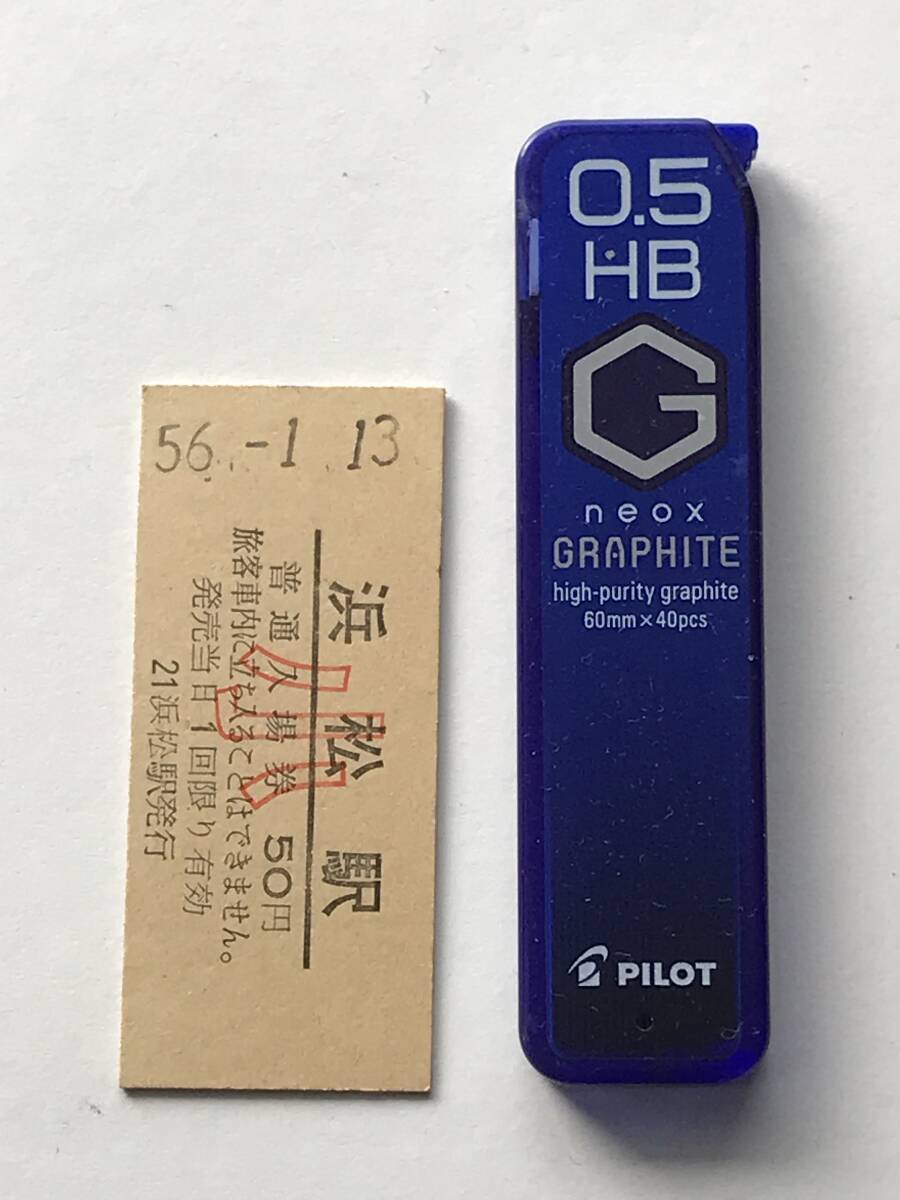 56.-1.13
浜松駅
普通入場券 50円
旅客車内に立ち入ることはできません。
発売当日1回限り有効
21浜松駅発行
小
0.5
HB
G
neox
GRAPHITE
high-purity graphite
60mm×40pcs
PILOT